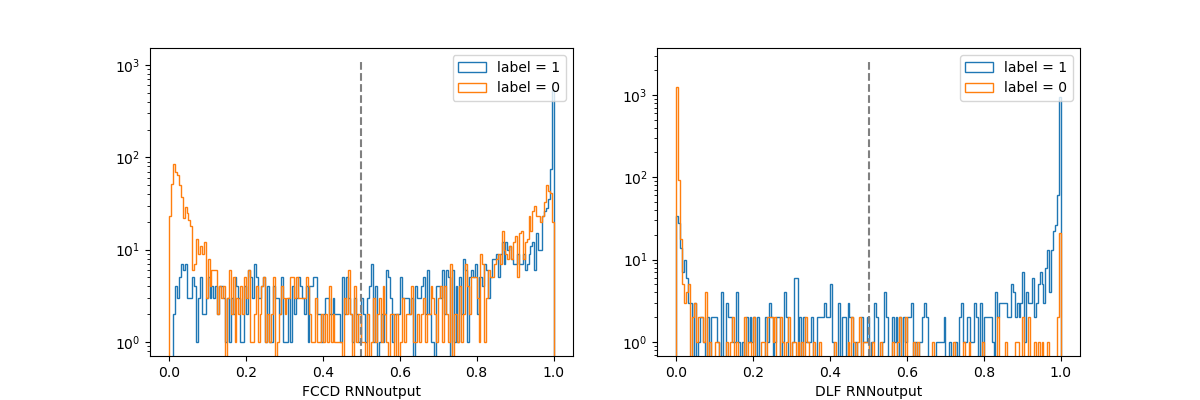 label = 1
label = 0
10³
10²
10¹
10⁰
0.0 0.2 0.4 0.6 0.8 1.0
FCCD RNNoutput
label = 1
label = 0
10³
10²
10¹
10⁰
0.0 0.2 0.4 0.6 0.8 1.0
DLF RNNoutput